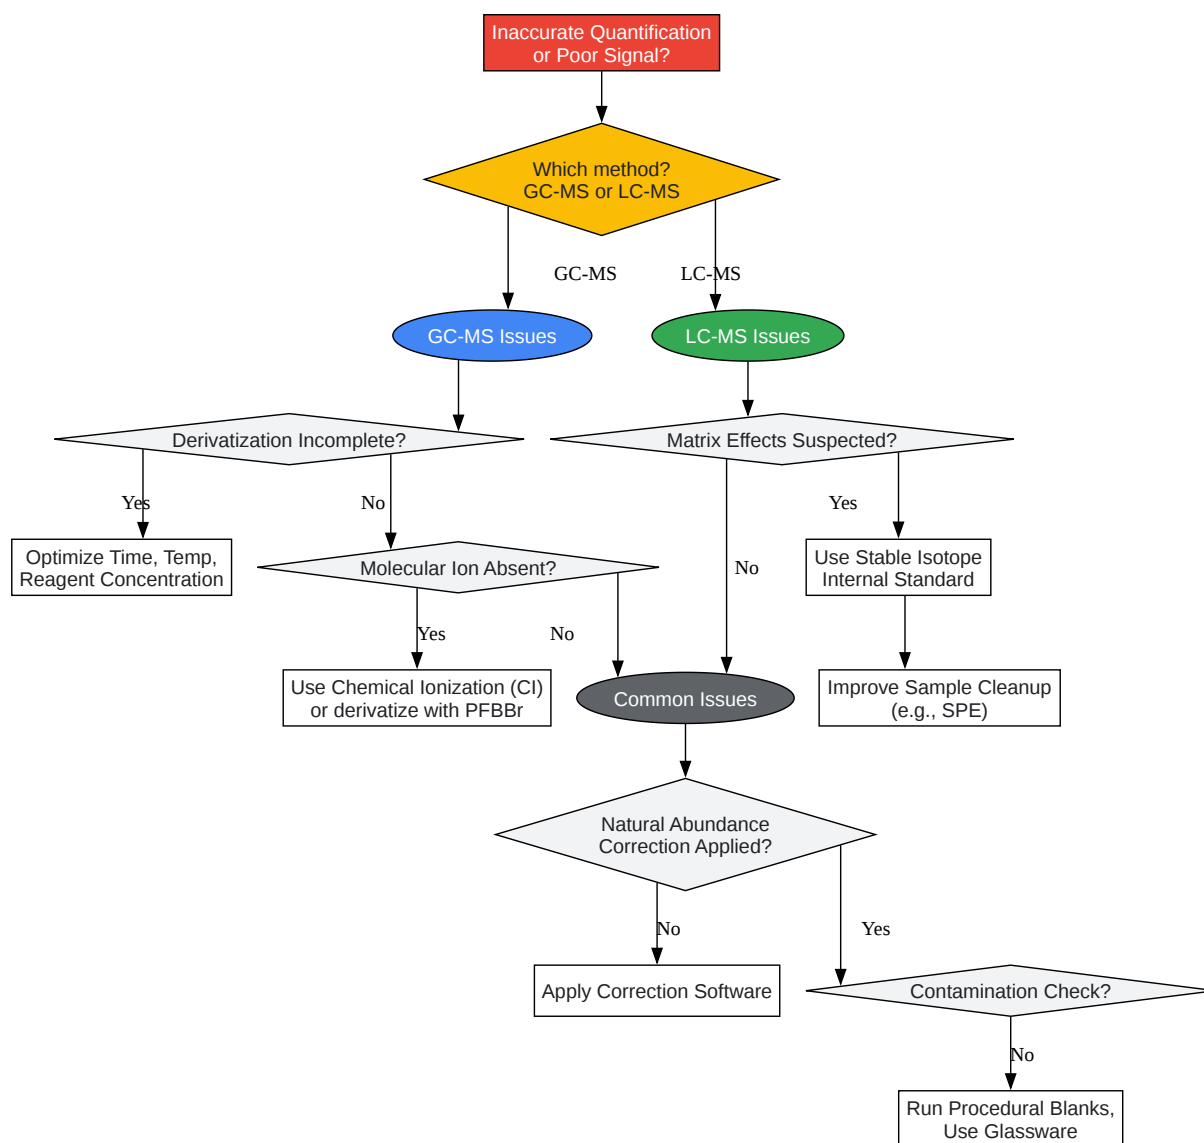 Inaccurate Quantification
or Poor Signal?
Which method?
GC-MS or LC-MS
GC-MS
LC-MS
GC-MS Issues
LC-MS Issues
Derivatization Incomplete?
Matrix Effects Suspected?
Yes
No
Yes
Optimize Time, Temp,
Reagent Concentration
Molecular Ion Absent?
No
Use Stable Isotope
Internal Standard
Yes
No
Use Chemical Ionization (CI)
or derivatize with PFBBr
Common Issues
Improve Sample Cleanup
(e.g., SPE)
Natural Abundance
Correction Applied?
No
Yes
Apply Correction Software
Contamination Check?
No
Run Procedural Blanks,
Use Glassware